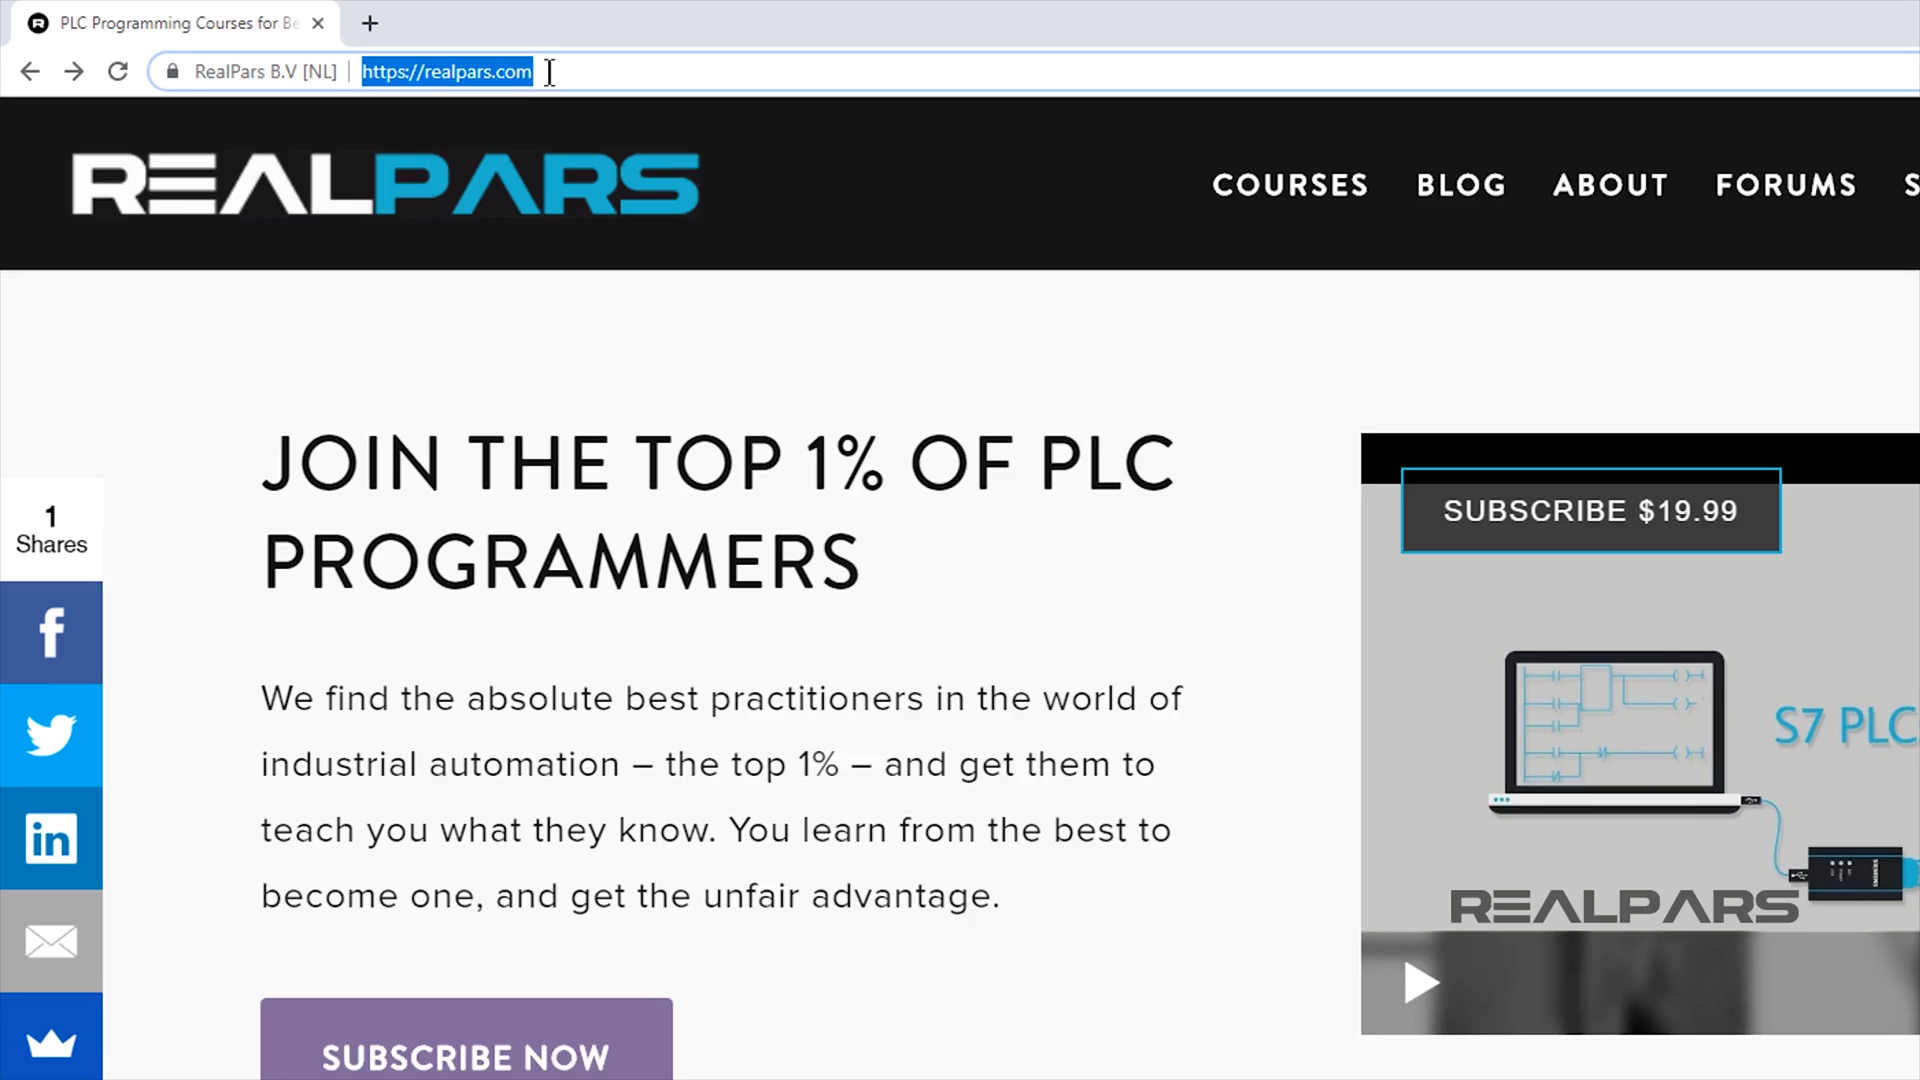 PLC Programming Courses for Be
RealPars B.V [NL] | https://realpars.com
REALPARS
COURSES BLOG ABOUT FORUMS S
JOIN THE TOP 1% OF PLC
PROGRAMMERS
We find the absolute best practitioners in the world of
industrial automation – the top 1% – and get them to
teach you what they know. You learn from the best to
become one, and get the unfair advantage.
SUBSCRIBE NOW
1
Shares
SUBSCRIBE $19.99
S7 PLC
REALPARS